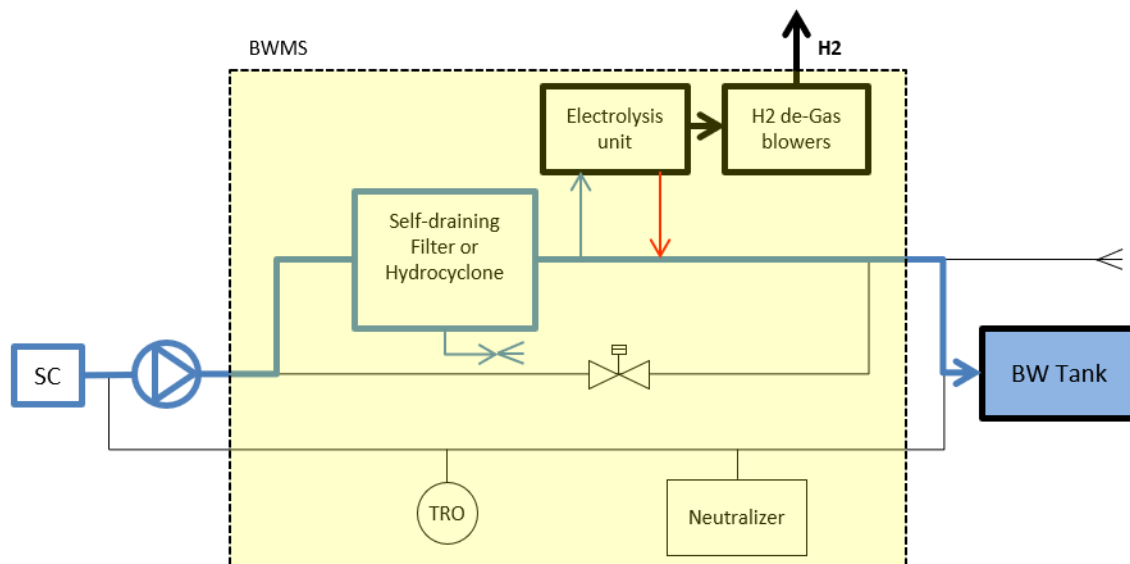 BWMS
H2
Electrolysis
unit
H2 de-Gas
blowers
Self-draining
Filter or
Hydrocyclone
SC
BW Tank
TRO
Neutralizer